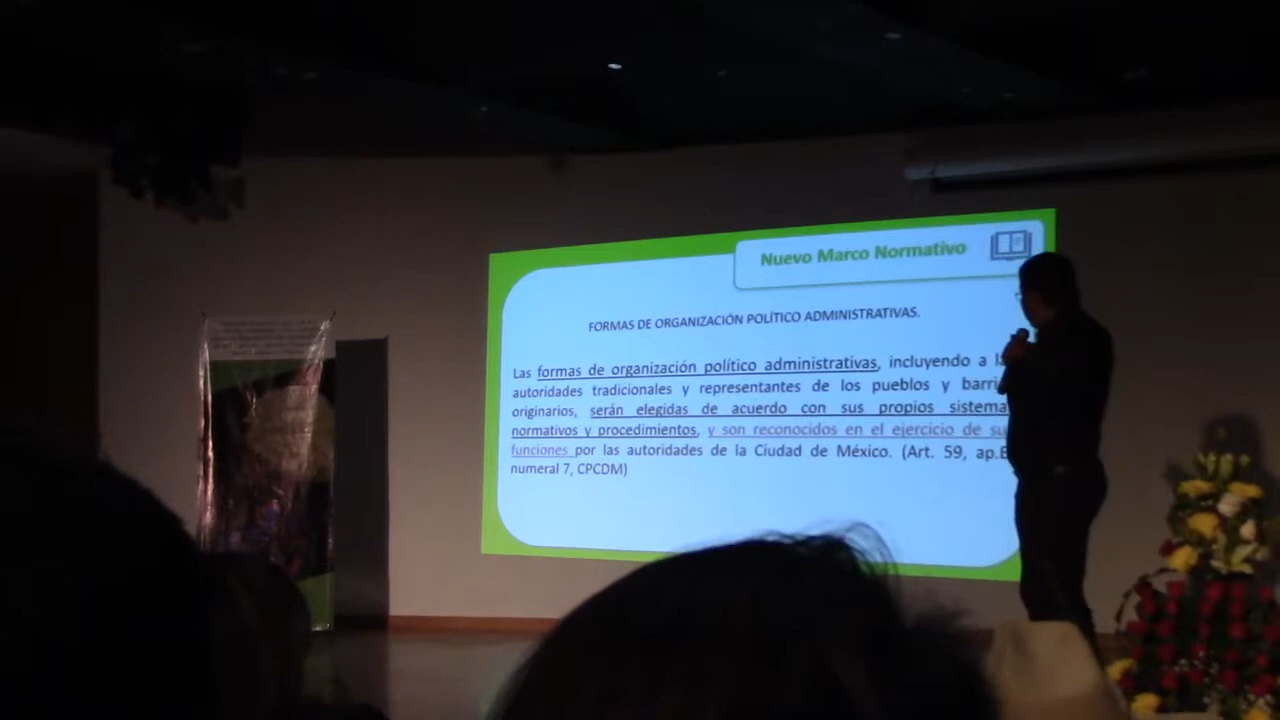 Nuevo Marco Normativo
FORMAS DE ORGANIZACIÓN POLÍTICO ADMINISTRATIVAS.
Las formas de organización político administrativas, incluyendo a
autoridades tradicionales y representantes de los pueblos y
originarios, serán elegidas de acuerdo con sus propios
normativos y procedimientos, y son reconocidos en el ejercicio de
funciones por las autoridades de la Ciudad de México. (Art. 59,
numeral 7, CPCDM)